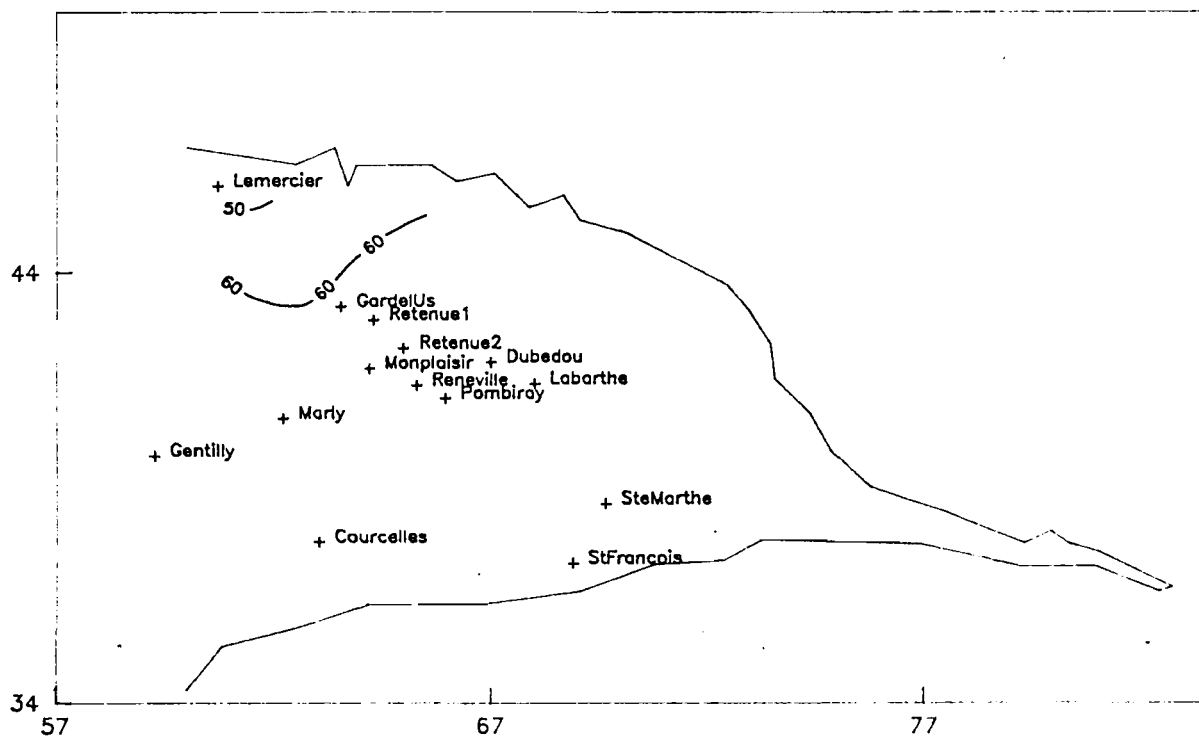 Lemercier
50
60
44
60
60
GardelUs
Retenue1
Retenue2
Monplaisir
Dubedou
Reneville
Labarthe
Pombiray
Marly
Gentilly
SteMarthe
Courcelles
StFrançois
34
57
67
77